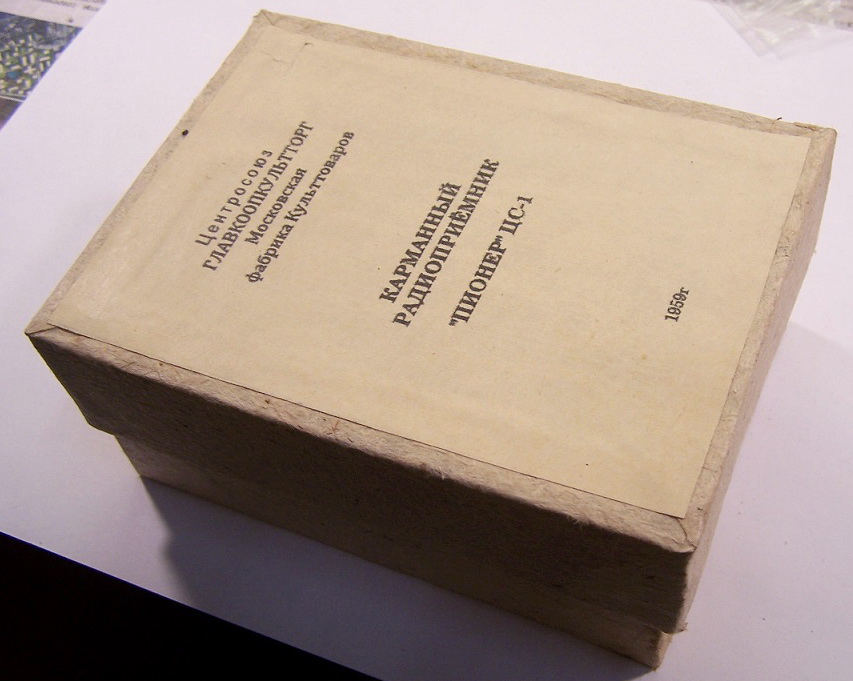 Центросоюз
ГЛАВКООПКУЛЬТТОРГ
Московская
фабрика Культтоваров
КАРМАННЫЙ
РАДИОПРИЁМНИК
"ПИОНЕР" ЦС-1
1959г